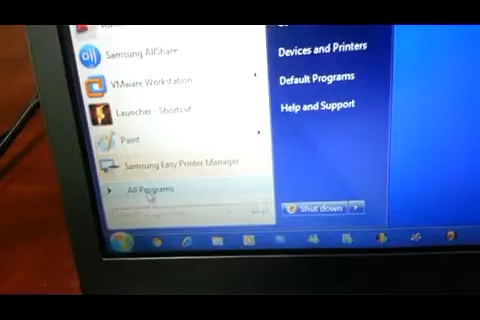 Samsung AllShare
VMware Workstation
Launcher - Shortcut
Paint
Samsung Easy Printer Manager
All Programs
Devices and Printers
Default Programs
Help and Support
Shut down